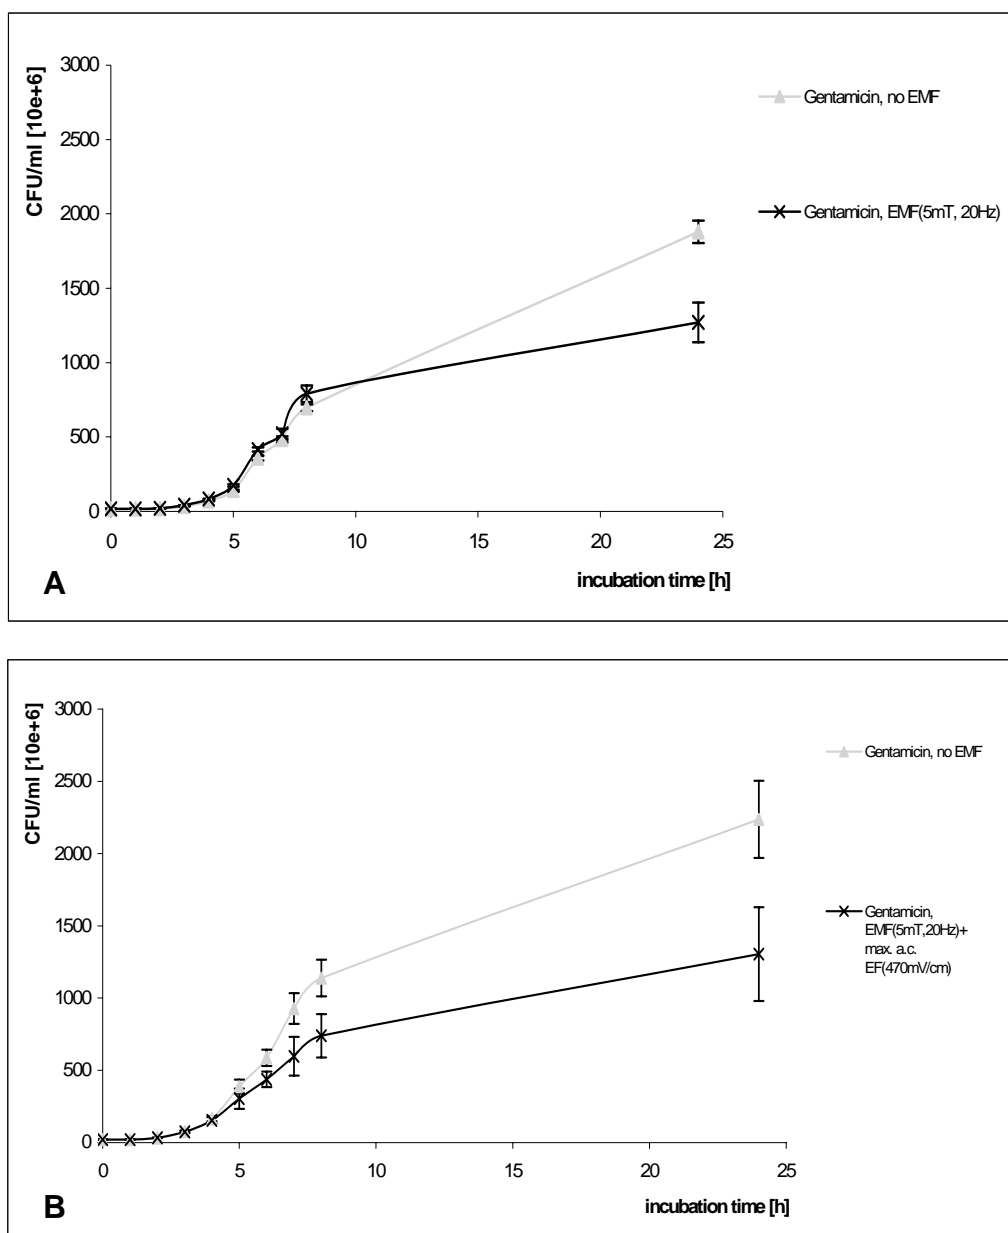 3000
2500
2000
1500
1000
500
0
CFU/ml [10e+6]
Gentamicin, no EMF
Gentamicin, EMF(5mT, 20Hz)
0 5 10 15 20 25
incubation time [h]
A
3000
2500
2000
1500
1000
500
0
CFU/ml [10e+6]
Gentamicin, no EMF
Gentamicin,
EMF(5mT,20Hz)+
max. a.c.
EF(470mV/cm)
0 5 10 15 20 25
incubation time [h]
B